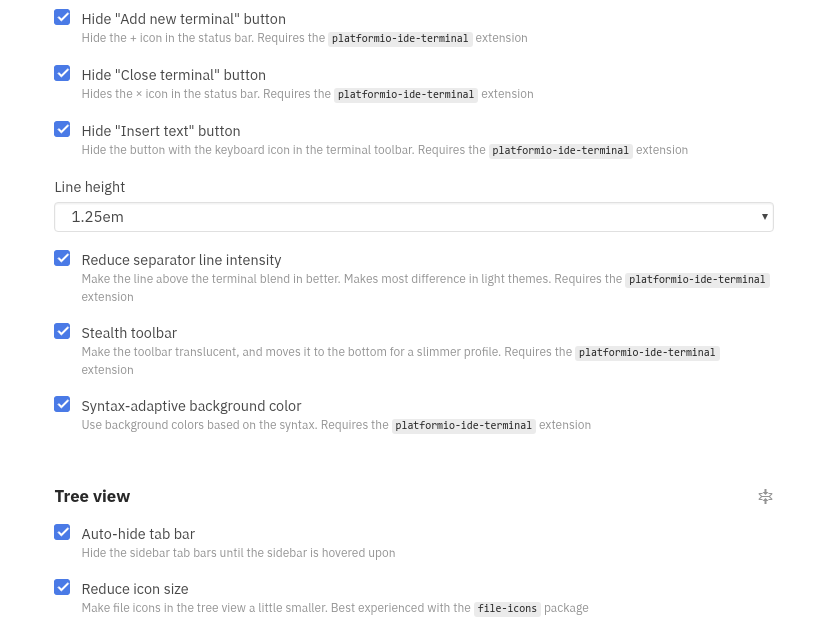 Hide "Add new terminal" button
Hide the + icon in the status bar. Requires the platformio-ide-terminal extension
Hide "Close terminal" button
Hides the × icon in the status bar. Requires the platformio-ide-terminal extension
Hide "Insert text" button
Hide the button with the keyboard icon in the terminal toolbar. Requires the platformio-ide-terminal extension
Line height
1.25em
Reduce separator line intensity
Make the line above the terminal blend in better. Makes most difference in light themes. Requires the platformio-ide-terminal
extension
Stealth toolbar
Make the toolbar translucent, and moves it to the bottom for a slimmer profile. Requires the platformio-ide-terminal
extension
Syntax-adaptive background color
Use background colors based on the syntax. Requires the platformio-ide-terminal extension
Tree view
Auto-hide tab bar
Hide the sidebar tab bars until the sidebar is hovered upon
Reduce icon size
Make file icons in the tree view a little smaller. Best experienced with the file-icons package